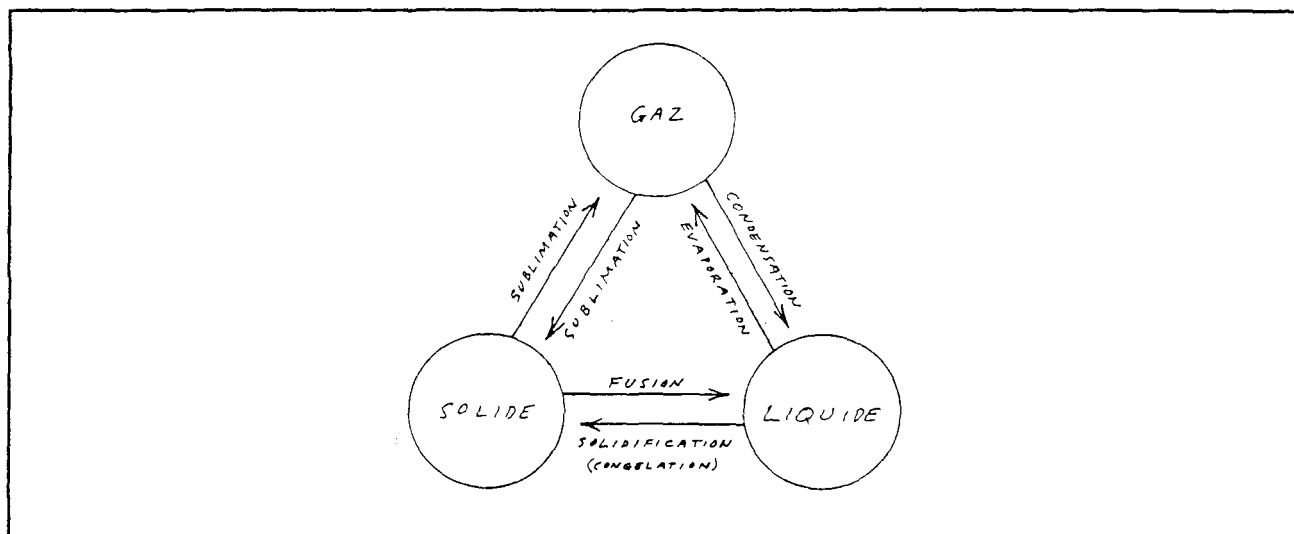 GAZ
SUBLIMATION
SUBLIMATION
EVAPORATION
CONDENSATION
FUSION
SOLIDE
LIQUIDE
SOLIDIFICATION
(CONGELATION)